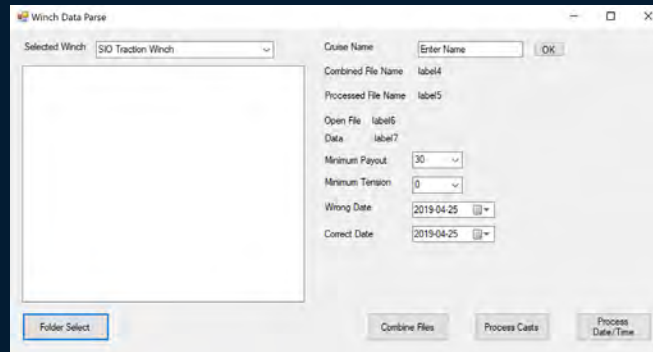 Winch Data Parse
Selected Winch SIO Traction Winch
Cruise Name Enter Name OK
Combined File Name label4
Processed File Name label5
Open File label6
Data label7
Minimum Payout 30
Minimum Tension 0
Wrong Date 2019-04-25
Correct Date 2019-04-25
Folder Select
Combine Files
Process Casts
Process
Date/Time